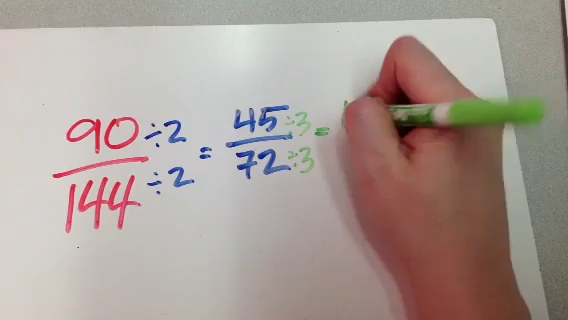 90/144 ÷2/÷2 = 45/72 ÷3/÷3 =